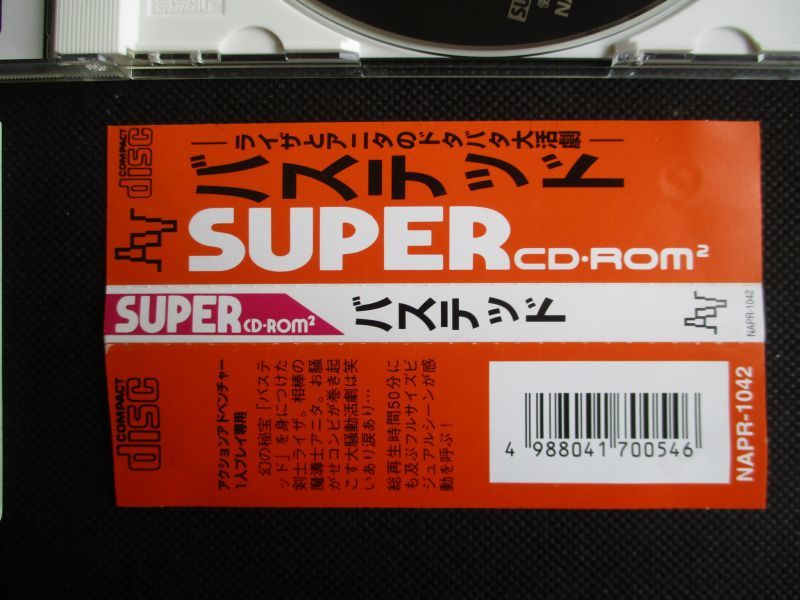 SU
NA
COMPACT
disc
ライザとアニタのドタバタ大活劇
バステッド
SUPER CD-ROM²
SUPER CD-ROM²
バステッド
NAPR-1042
COMPACT
disc
アクションアドベンチャー
1人プレイ専用
幻の秘宝「バステ
ッド」を身につけた
剣士ライザ。相棒の
魔導士アニタ。お騒
がせコンビが巻き起
こす大騒動活劇は笑
いあり涙あり…
総再生時間50分に
も及ぶフルサイズビ
ジュアルシーンが感
動を呼ぶ!
4 988041 700546
NAPR-1042